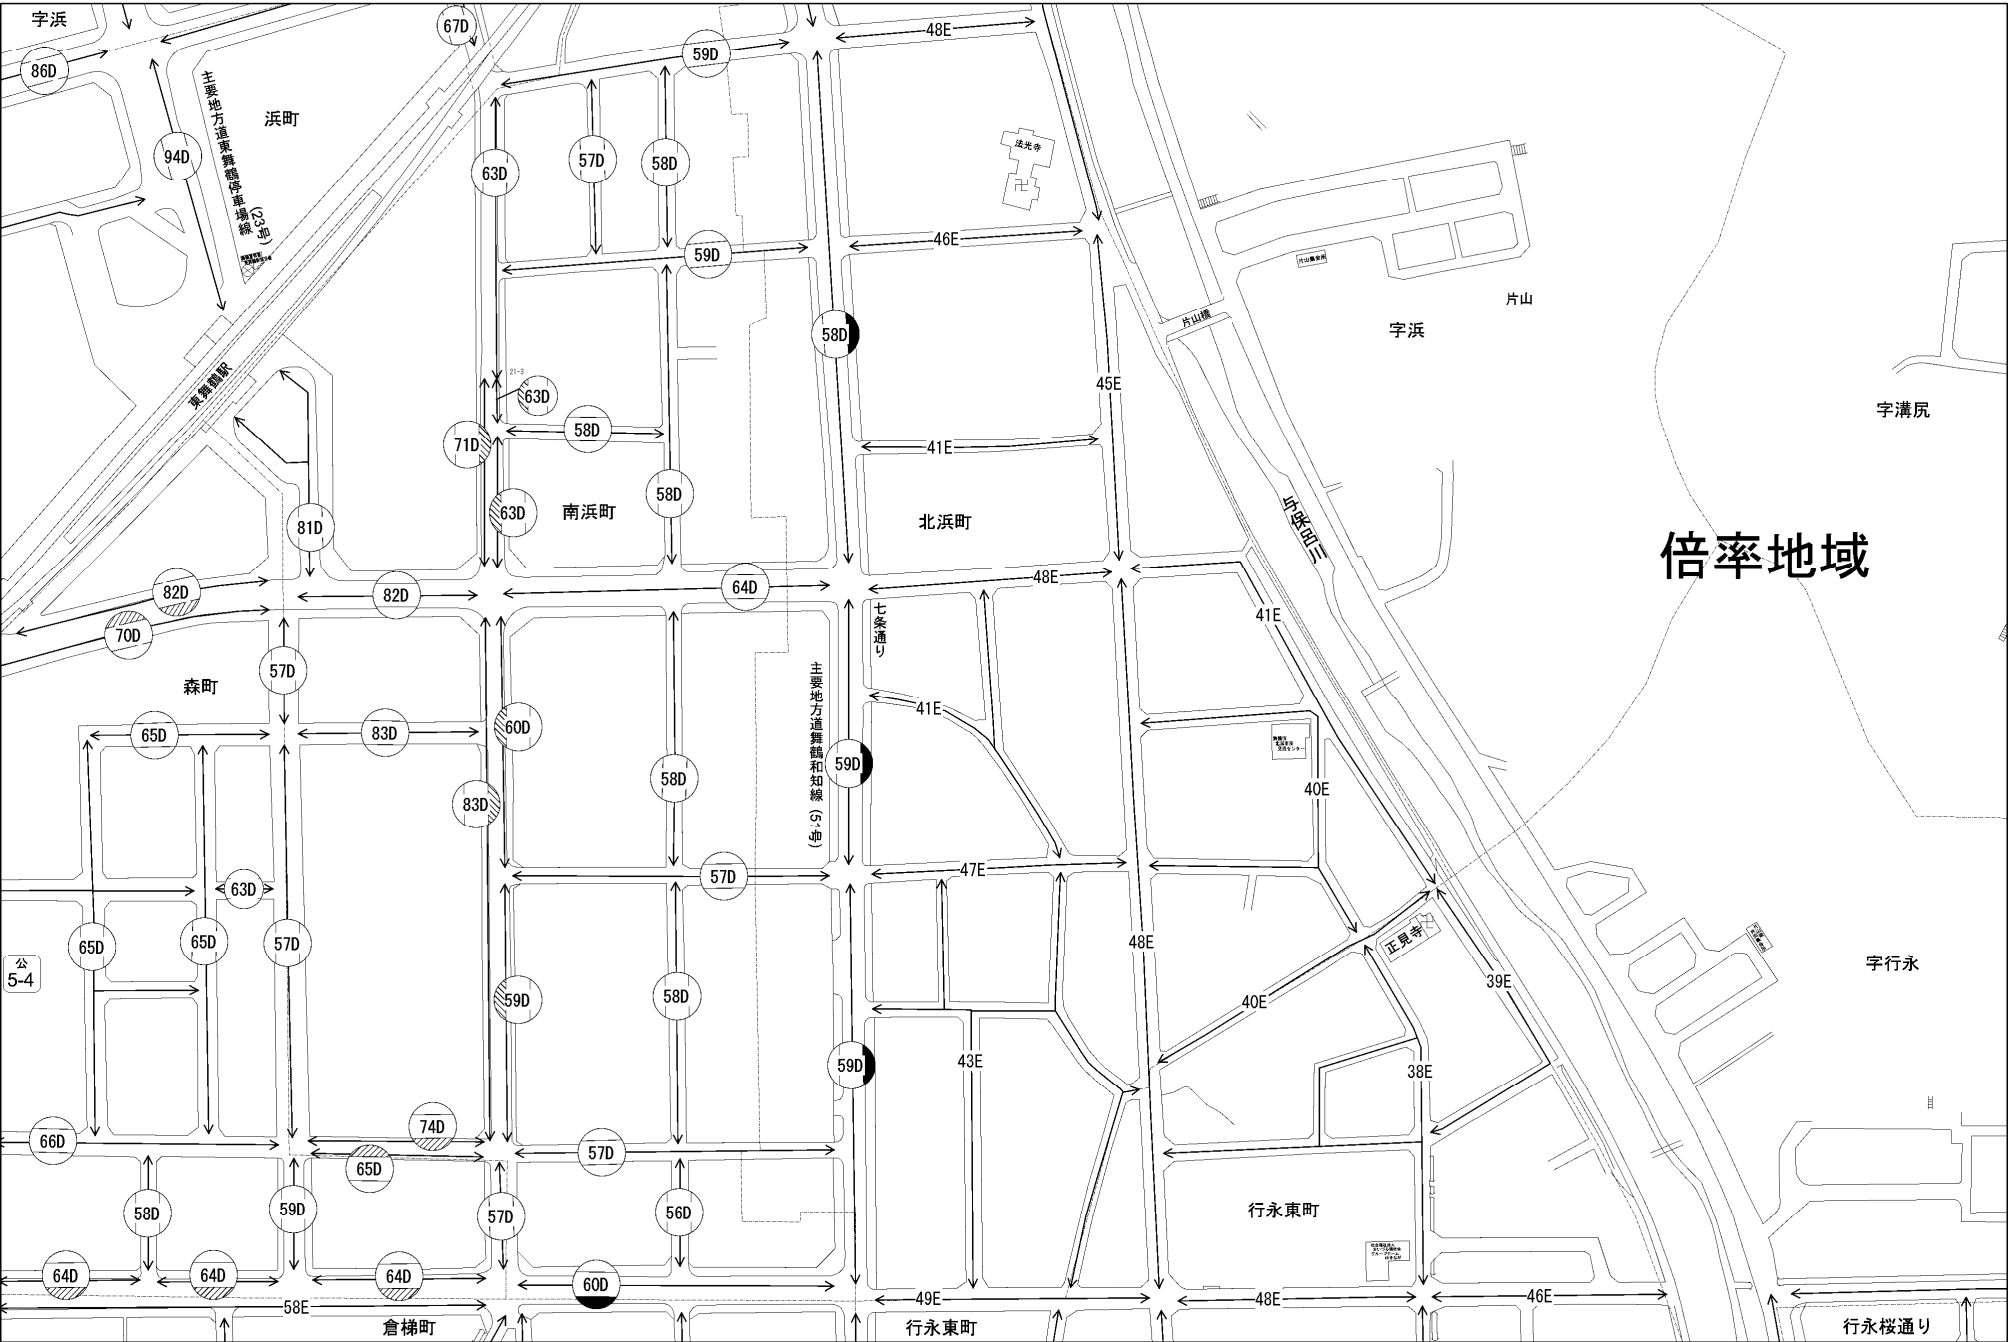 字浜
67D
48E
86D
59D
主要地方道東舞鶴停車場線
(23号)
浜町
94D
63D
57D
58D
法光寺
46E
59D
片山集会所
片山
片山橋
字浜
58D
東舞鶴駅
21-3
63D
45E
字溝尻
71D
58D
41E
58D
63D
南浜町
北浜町
与保呂川
倍率地域
81D
82D
82D
64D
48E
70D
七条通り
41E
57D
森町
主要地方道舞鶴和知線(51号)
41E
65D
83D
60D
58D
59D
40E
83D
63D
57D
47E
65D
65D
57D
48E
正見寺
公
5-4
59D
58D
40E
39E
字行永
59D
43E
38E
66D
74D
65D
57D
58D
59D
57D
56D
行永東町
64D
64D
64D
60D
58E
49E
48E
46E
倉梯町
行永東町
行永桜通り